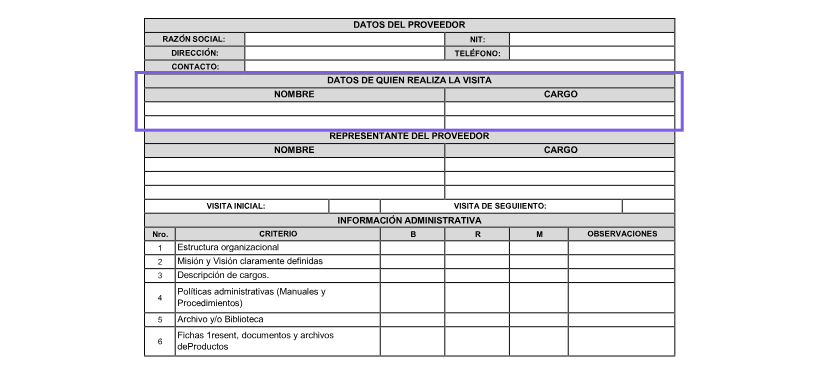 DATOS DEL PROVEEDOR
RAZÓN SOCIAL: NIT:
DIRECCIÓN: TELÉFONO:
CONTACTO:
DATOS DE QUIEN REALIZA LA VISITA
NOMBRE CARGO
REPRESENTANTE DEL PROVEEDOR
NOMBRE CARGO
VISITA INICIAL: VISITA DE SEGUIIENTO:
INFORMACIÓN ADMINISTRATIVA
Nro. CRITERIO B R M OBSERVACIONES
1 Estructura organizacional
2 Misión y Visión claramente definidas
3 Descripción de cargos.
4 Políticas administrativas (Manuales y
Procedimientos)
5 Archivo y/o Biblioteca
6 Fichas 1resent, documentos y archivos
deProductos